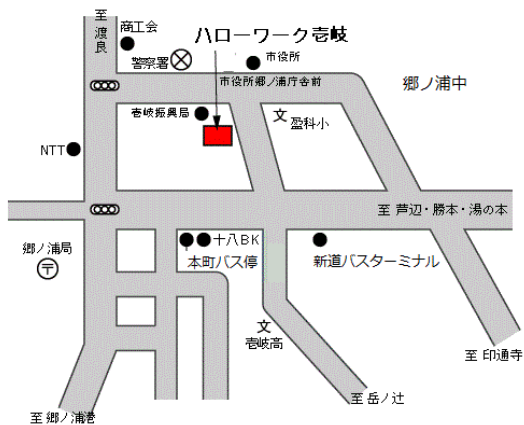 至渡良
商工会
ハローワーク壱岐
警察署
市役所
市役所郷ノ浦庁舎前
郷ノ浦中
壱岐振興局
文
盈科小
NTT
至 芦辺・勝本・湯の本
郷ノ浦局
十八BK
本町バス停
新道バスターミナル
文
壱岐高
至 印通寺
至 岳ノ辻
至 郷ノ浦港